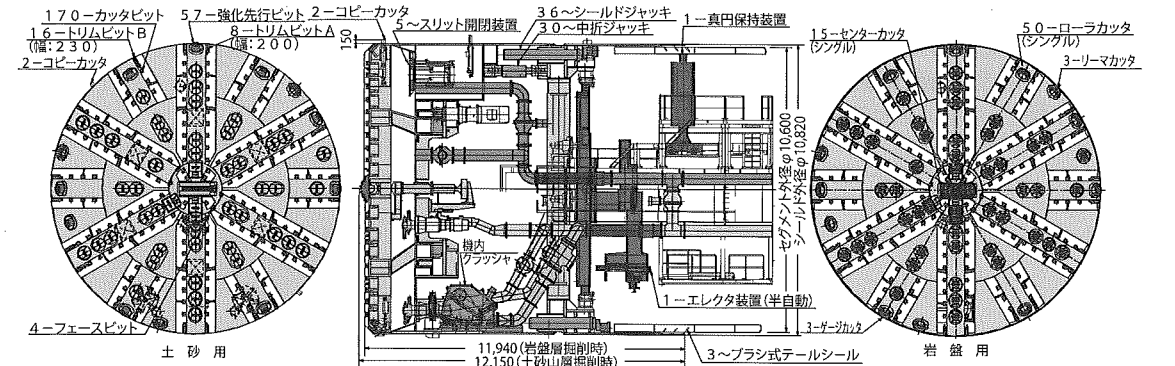 170-カッタビット
16-トリムビットB
(幅:230)
2-コピーカッタ
57-強化先行ビット
8-トリムビットA
(幅:200)
4-フェースビット
土砂用
2-コピーカッタ
150
5~スリット開閉装置
36~シールドジャッキ
30~中折ジャッキ
1-真円保持装置
セグメント外径φ10,600
シールド外径φ10,820
機内
クラッシャ
1-エレクタ装置(半自動)
3~ブラシ式テールシール
11,940(岩盤層掘削時)
12,150(土砂山層掘削時)
15-センターカッタ
(シングル)
50-ローラカッタ
(シングル)
3-リーマカッタ
3-ゲージカッタ
岩盤用